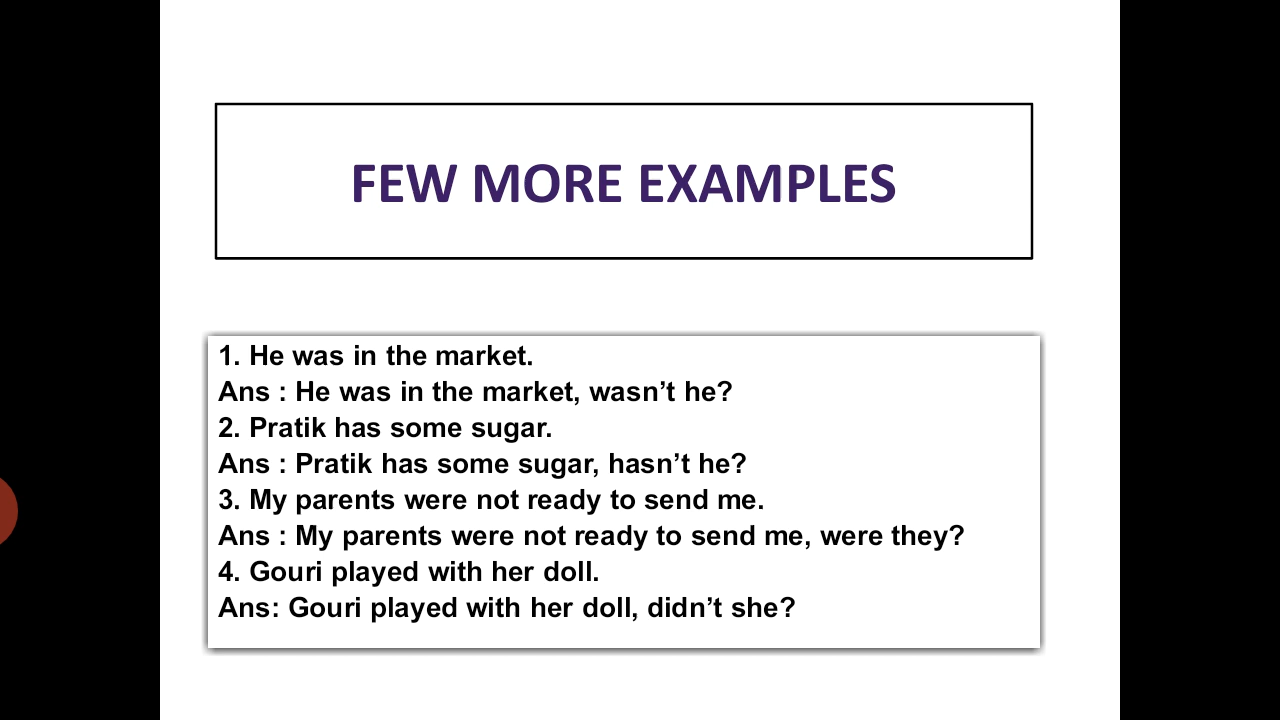 FEW MORE EXAMPLES
1. He was in the market.
Ans : He was in the market, wasn’t he?
2. Pratik has some sugar.
Ans : Pratik has some sugar, hasn’t he?
3. My parents were not ready to send me.
Ans : My parents were not ready to send me, were they?
4. Gouri played with her doll.
Ans: Gouri played with her doll, didn’t she?